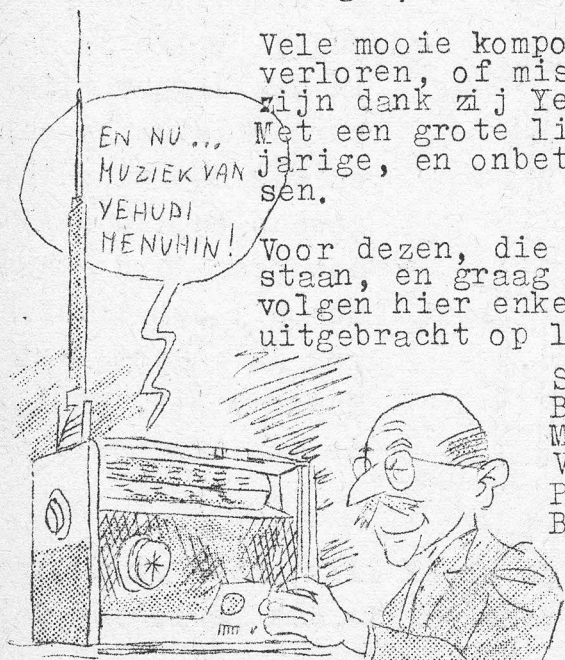 EN NU...
MUZIEK VAN
YEHUDI
MENUHIN!
Vele mooie kompo
verloren, of mis
zijn dank zij Ye
Met een grote li
jarige, en onbet
sen.
Voor dezen, die
staan, en graag
volgen hier enke
uitgebracht op l
S
B
M
V
P
B